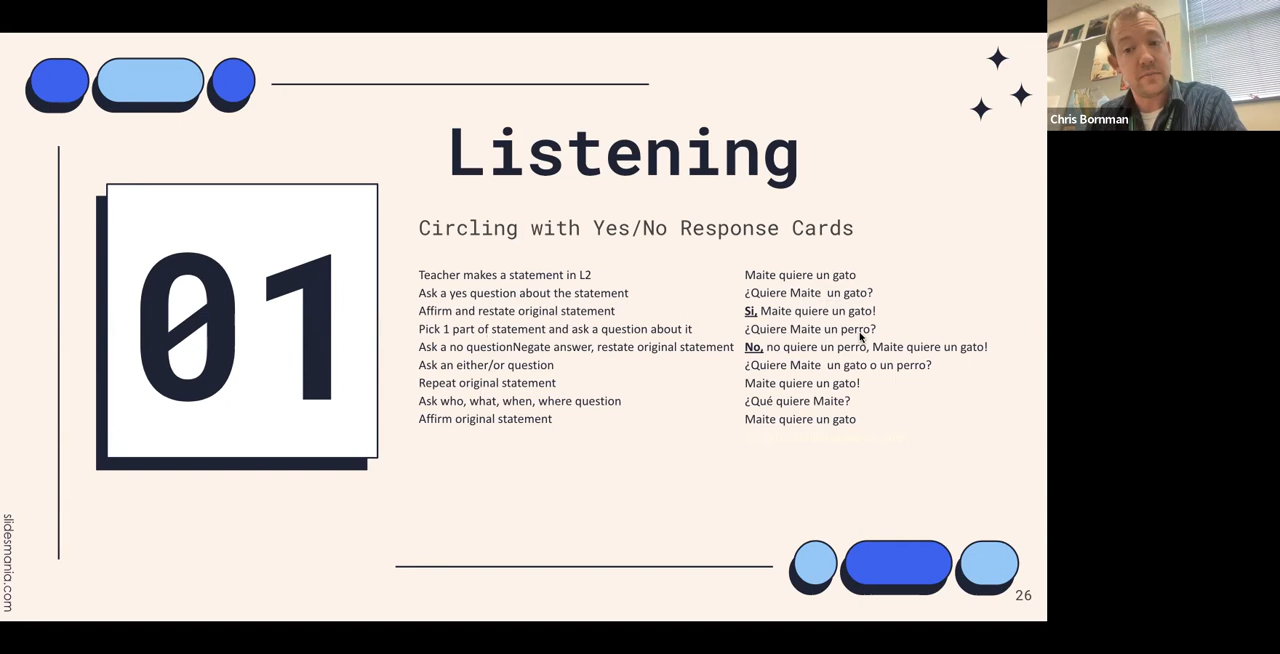 Chris Bornman
Listening
01
Circling with Yes/No Response Cards
Teacher makes a statement in L2
Ask a yes question about the statement
Affirm and restate original statement
Pick 1 part of statement and ask a question about it
Ask a no questionNegate answer, restate original statement
Ask an either/or question
Repeat original statement
Ask who, what, when, where question
Affirm original statement
Maite quiere un gato
¿Quiere Maite  un gato?
Si, Maite quiere un gato!
¿Quiere Maite un perro?
No, no quiere un perro, Maite quiere un gato!
¿Quiere Maite  un gato o un perro?
Maite quiere un gato!
¿Qué quiere Maite?
Maite quiere un gato
slidesmania.com
26